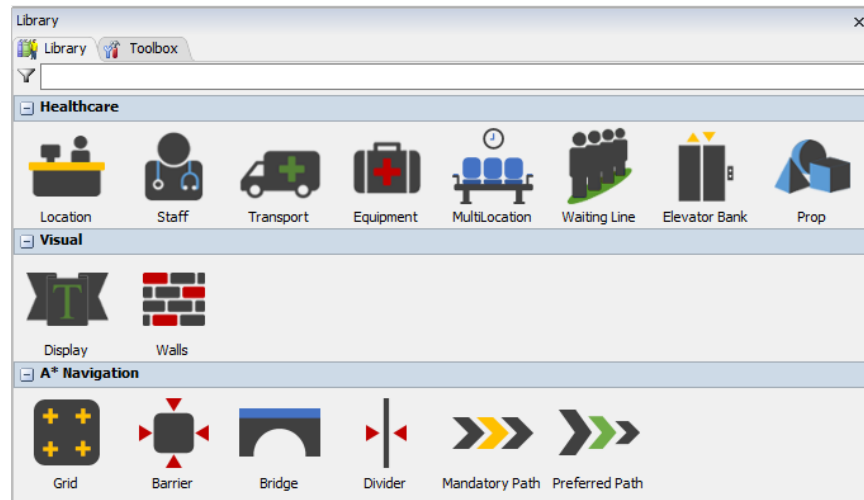 Library
Library Toolbox
Healthcare
Location Staff Transport Equipment MultiLocation Waiting Line Elevator Bank Prop
Visual
T
Display Walls
A* Navigation
Grid Barrier Bridge Divider Mandatory Path Preferred Path